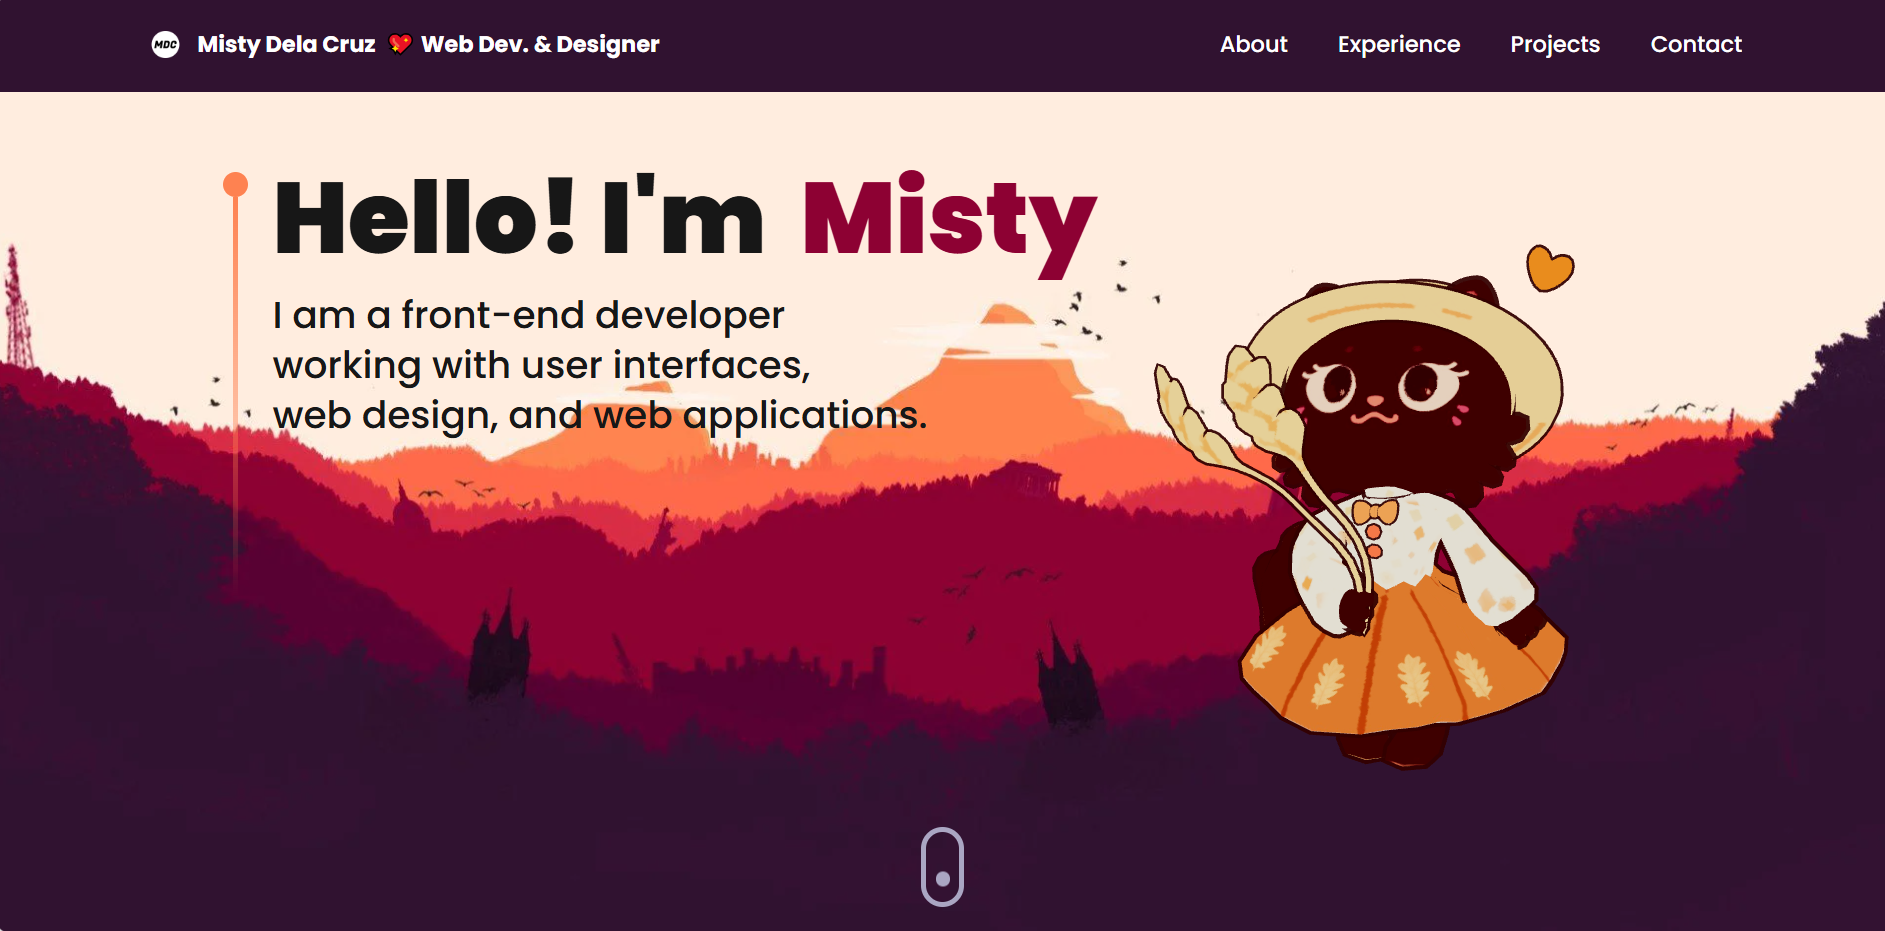 MDC Misty Dela Cruz 💖 Web Dev. & Designer
About Experience Projects Contact
Hello! I'm Misty
I am a front-end developer
working with user interfaces,
web design, and web applications.